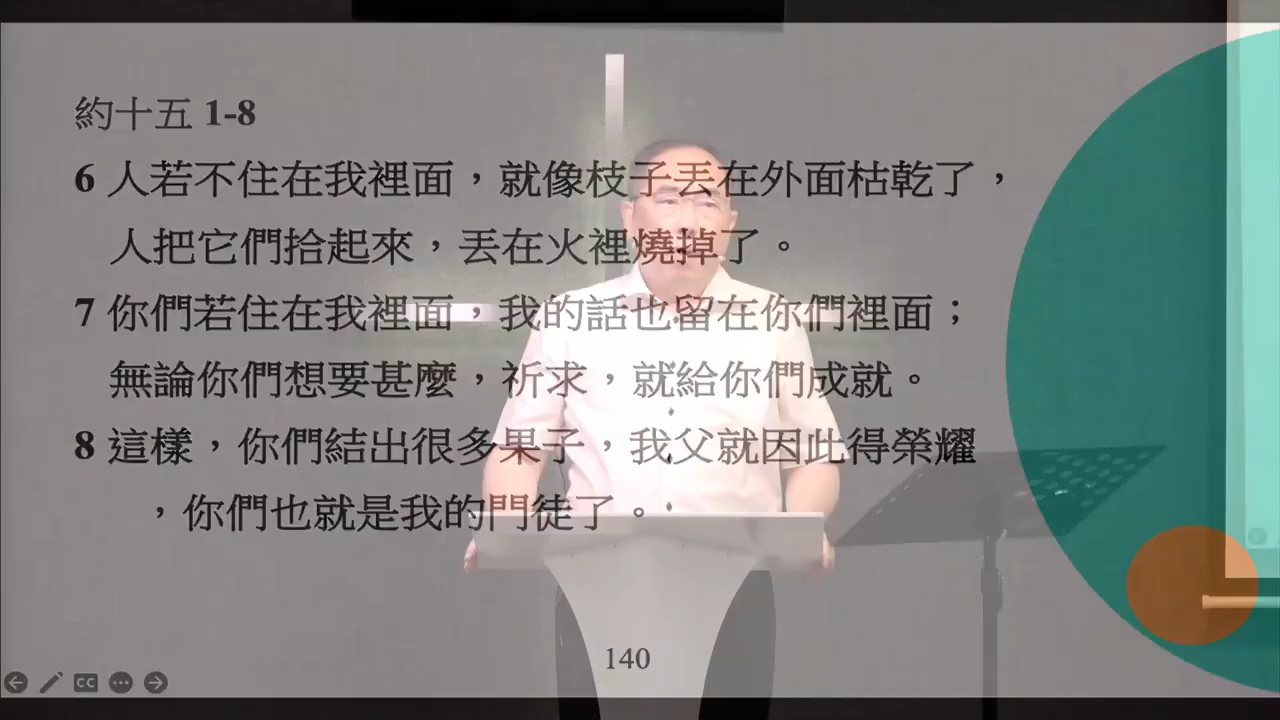 約十五 1-8
6 人若不住在我裡面，就像枝子丟在外面枯乾了，
人把它們拾起來，丟在火裡燒掉了。
7 你們若住在我裡面，我的話也留在你們裡面；
無論你們想要甚麼，祈求，就給你們成就。
8 這樣，你們結出很多果子，我父就因此得榮耀
，你們也就是我的門徒了。
140
CC